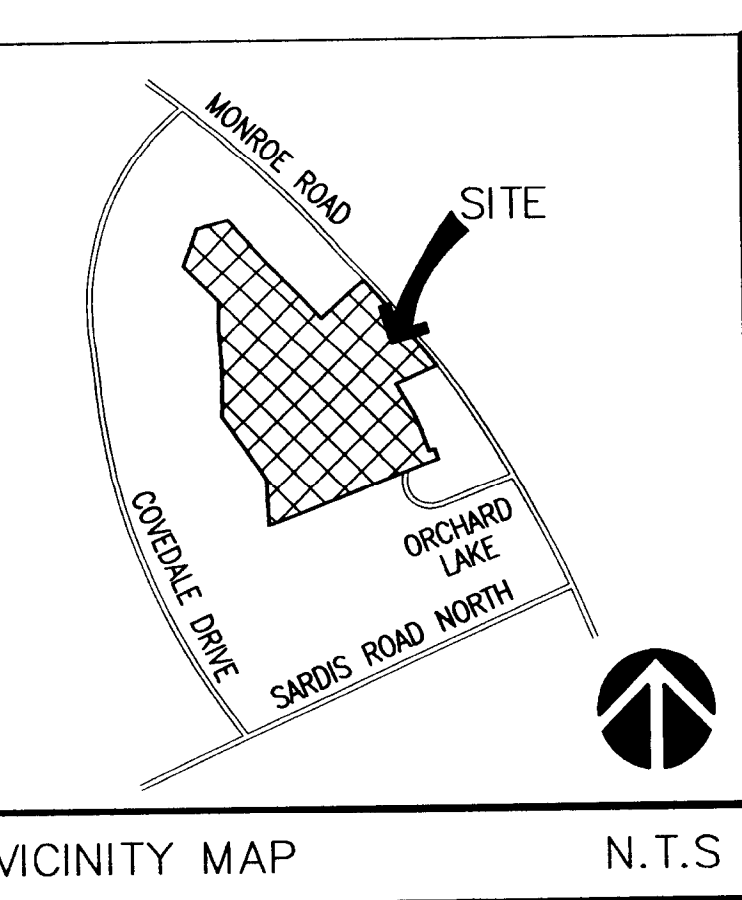 MONROE ROAD
SITE
COVEDALE DRIVE
ORCHARD
LAKE
SARDIS ROAD NORTH
VICINITY MAP
N.T.S